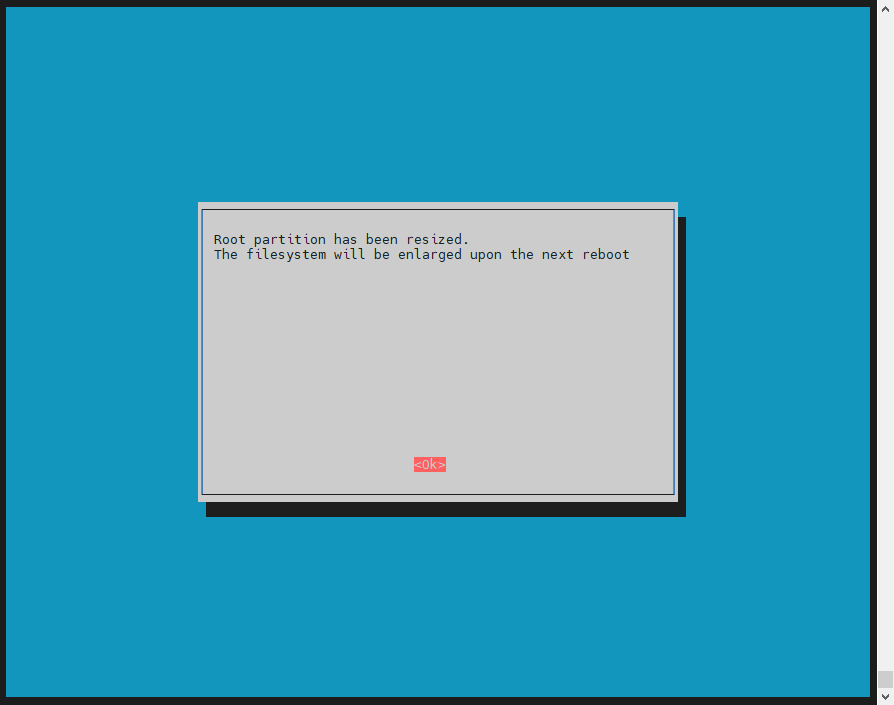 Root partition has been resized.
The filesystem will be enlarged upon the next reboot
<Ok>